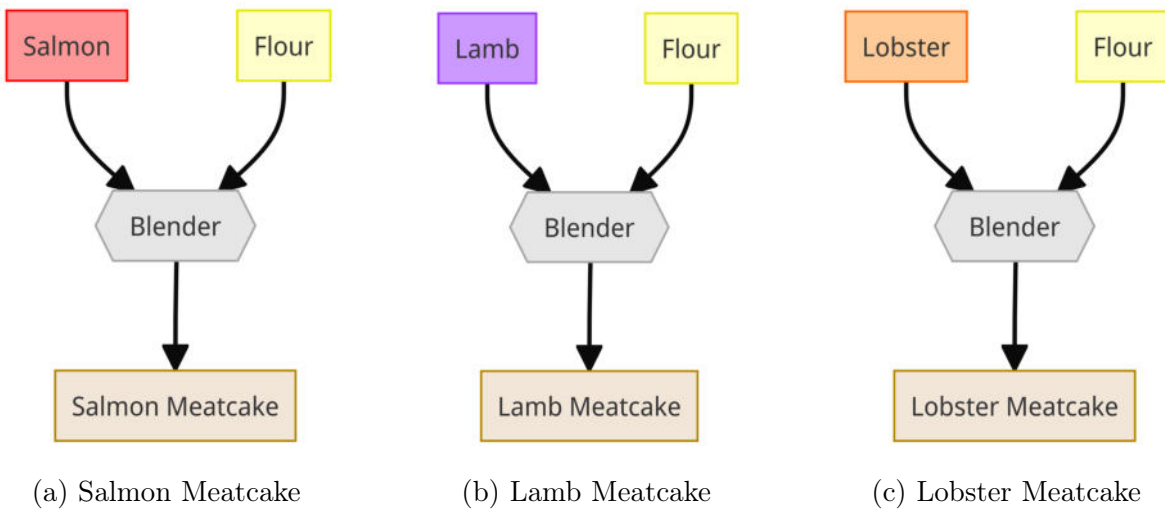 Salmon
Flour
Blender
Salmon Meatcake
(a) Salmon Meatcake
Lamb
Flour
Blender
Lamb Meatcake
(b) Lamb Meatcake
Lobster
Flour
Blender
Lobster Meatcake
(c) Lobster Meatcake